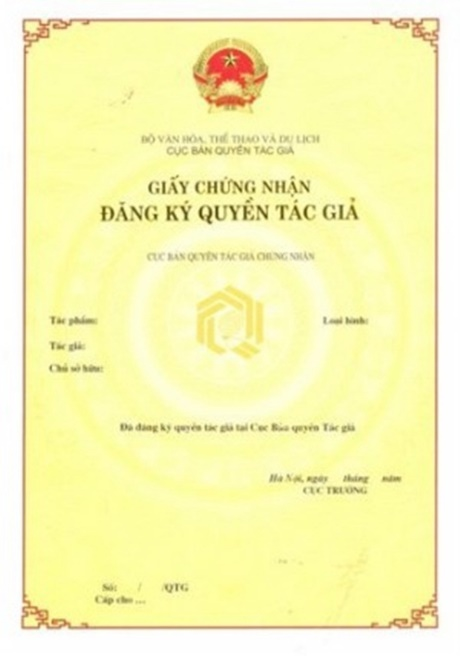 BỘ VĂN HÓA, THỂ THAO VÀ DU LỊCH
CỤC BẢN QUYỀN TÁC GIẢ
GIẤY CHỨNG NHẬN
ĐĂNG KÝ QUYỀN TÁC GIẢ
CỤC BẢN QUYỀN TÁC GIẢ CHỨNG NHẬN
Tác phẩm: Loại hình:
Tác giả:
Chủ sở hữu:
Đã đăng ký quyền tác giả tại Cục Bản quyền Tác giả
Hà Nội, ngày tháng năm
CỤC TRƯỞNG
Số: / /QTG
Cấp cho ...